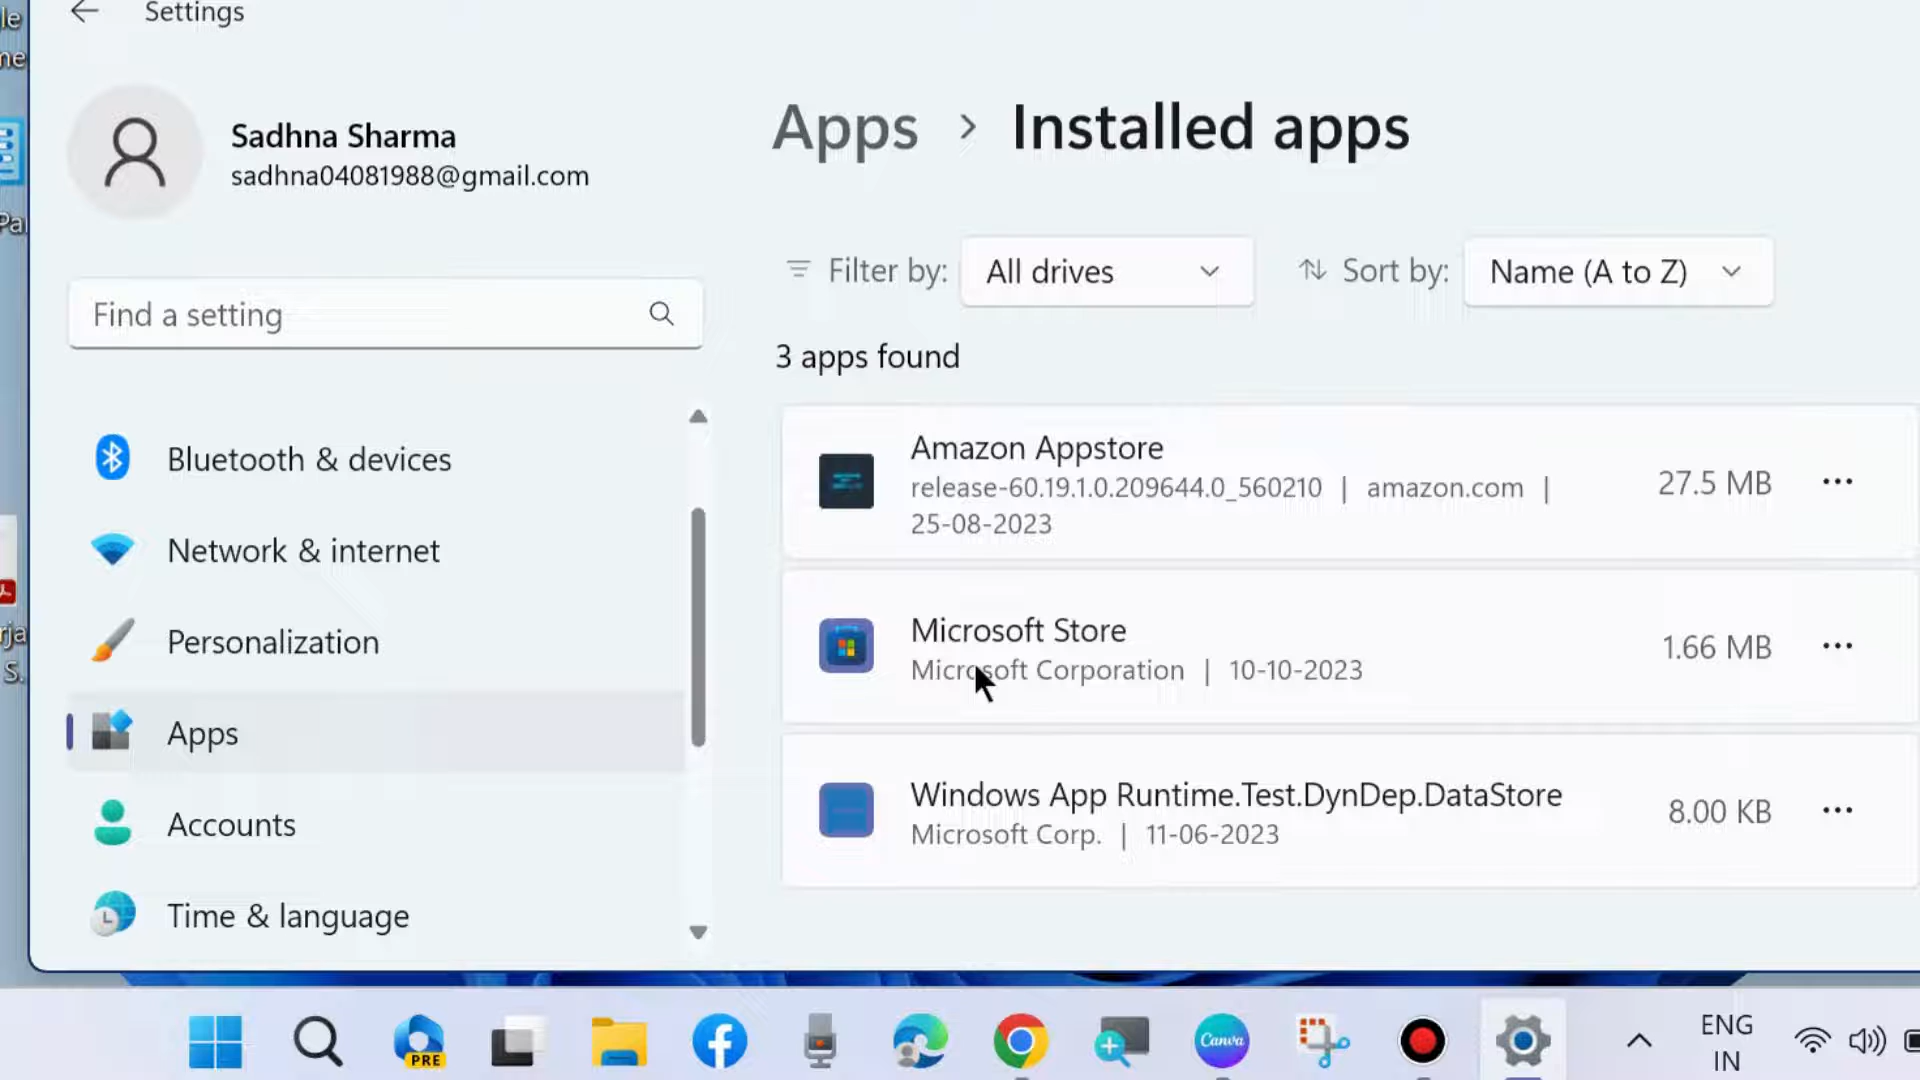 Settings
Sadhna Sharma
sadhna04081988@gmail.com
Find a setting
Bluetooth & devices
Network & internet
Personalization
Apps
Accounts
Time & language
Apps > Installed apps
Filter by: All drives
Sort by: Name (A to Z)
3 apps found
Amazon Appstore
release-60.19.1.0.209644.0_560210 | amazon.com |
25-08-2023
27.5 MB
Microsoft Store
Microsoft Corporation | 10-10-2023
1.66 MB
Windows App Runtime.Test.DynDep.DataStore
Microsoft Corp. | 11-06-2023
8.00 KB
PRE
Canva
ENG
IN